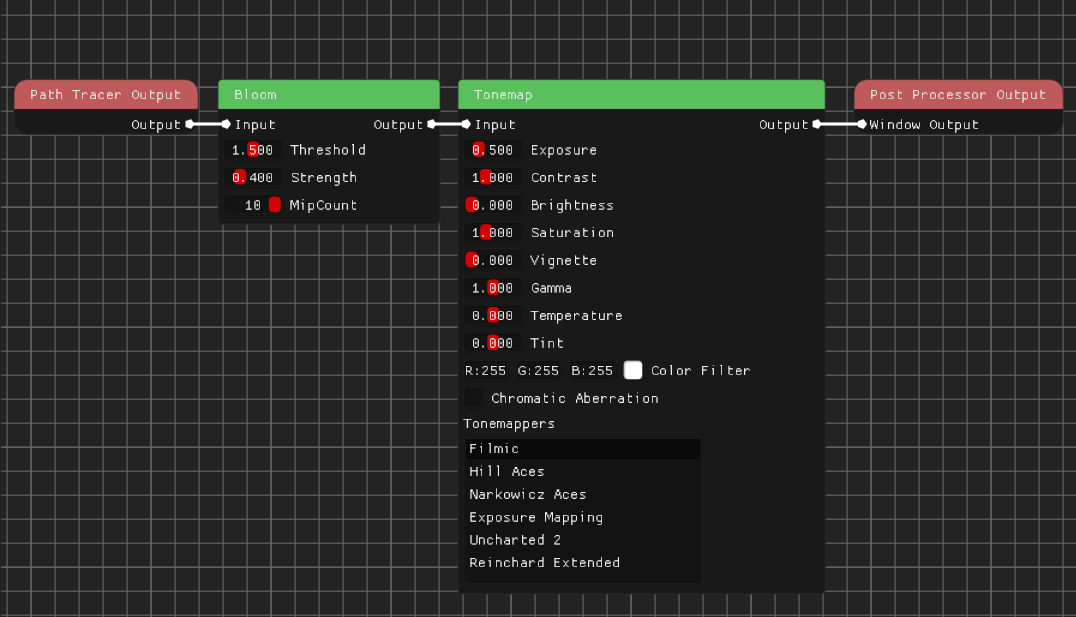 Path Tracer Output
Output
Bloom
Input Output
1.500 Threshold
0.400 Strength
10 MipCount
Tonemap
Input Output
0.500 Exposure
1.000 Contrast
0.000 Brightness
1.000 Saturation
0.000 Vignette
1.000 Gamma
0.000 Temperature
0.000 Tint
R:255 G:255 B:255 Color Filter
Chromatic Aberration
Tonemappers
Filmic
Hill Aces
Narkowicz Aces
Exposure Mapping
Uncharted 2
Reinchard Extended
Post Processor Output
Window Output